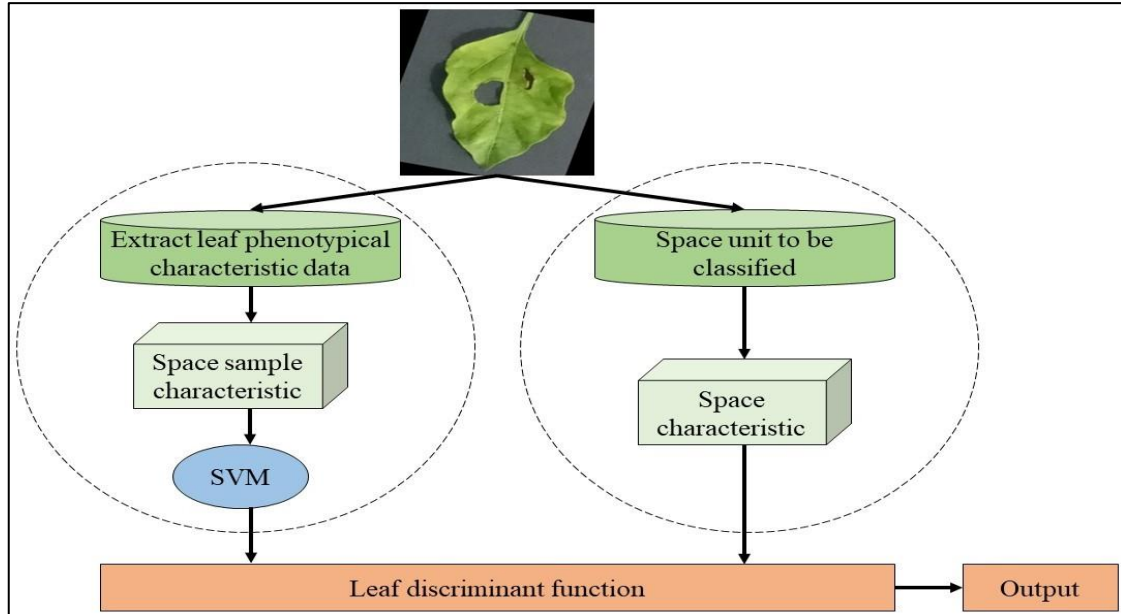 Extract leaf phenotypical
characteristic data
Space sample
characteristic
SVM
Space unit to be
classified
Space
characteristic
Leaf discriminant function
Output